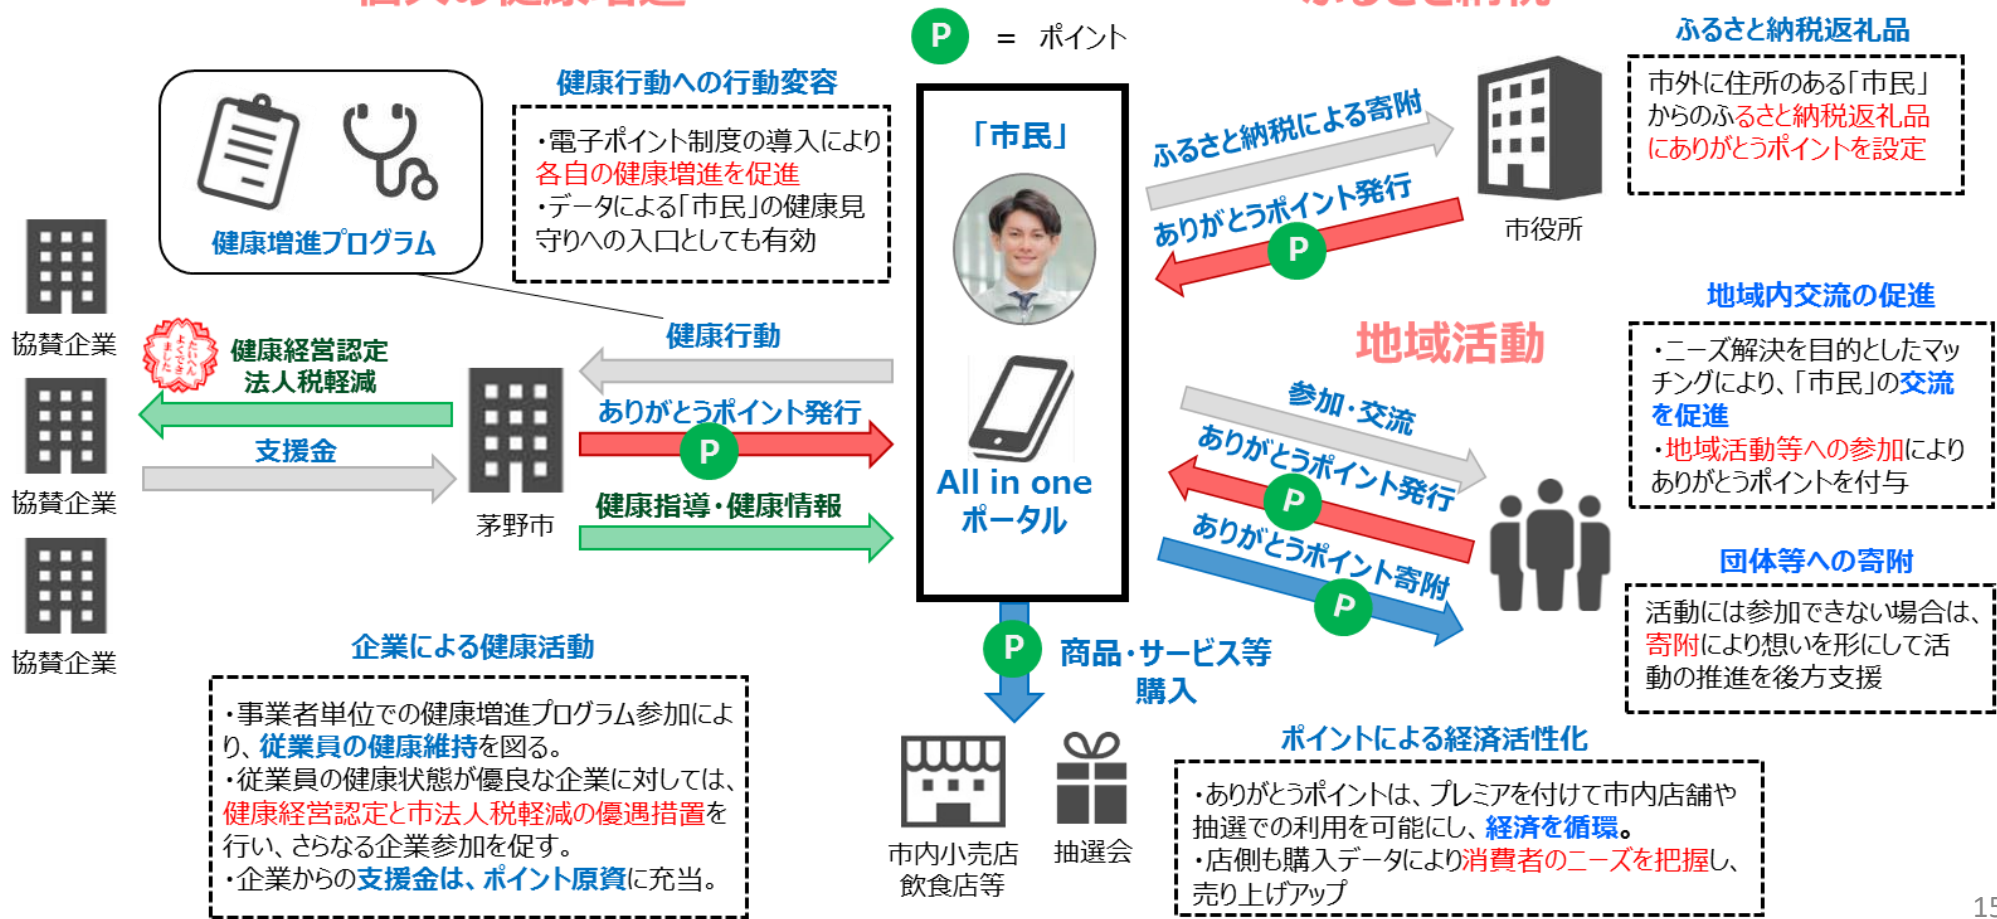 個人の健康増進
ふるさと納税
P = ポイント
健康増進プログラム
健康行動への行動変容
・電子ポイント制度の導入により
各自の健康増進を促進
・データによる「市民」の健康見
守りへの入口としても有効
協賛企業
協賛企業
協賛企業
たいへん
よくでき
ました
健康経営認定
法人税軽減
支援金
茅野市
健康行動
ありがとうポイント発行
P
健康指導・健康情報
「市民」
All in one
ポータル
ふるさと納税による寄附
ありがとうポイント発行
P
市役所
ふるさと納税返礼品
市外に住所のある「市民」
からのふるさと納税返礼品
にありがとうポイントを設定
地域活動
参加・交流
ありがとうポイント発行
P
ありがとうポイント寄附
P
地域内交流の促進
・ニーズ解決を目的としたマッ
チングにより、「市民」の交流
を促進
・地域活動等への参加により
ありがとうポイントを付与
団体等への寄附
活動には参加できない場合は、
寄附により想いを形にして活
動の推進を後方支援
企業による健康活動
・事業者単位での健康増進プログラム参加によ
り、従業員の健康維持を図る。
・従業員の健康状態が優良な企業に対しては、
健康経営認定と市法人税軽減の優遇措置を
行い、さらなる企業参加を促す。
・企業からの支援金は、ポイント原資に充当。
P
商品・サービス等
購入
市内小売店
飲食店等
抽選会
ポイントによる経済活性化
・ありがとうポイントは、プレミアを付けて市内店舗や
抽選での利用を可能にし、経済を循環。
・店側も購入データにより消費者のニーズを把握し、
売り上げアップ
15